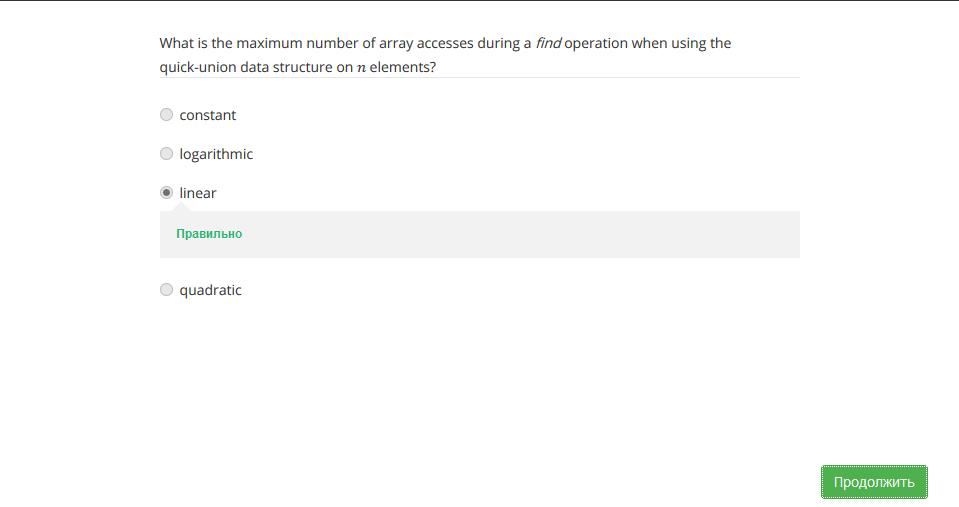 What is the maximum number of array accesses during a find operation when using the
quick-union data structure on n elements?
constant
logarithmic
linear
Правильно
quadratic
Продолжить